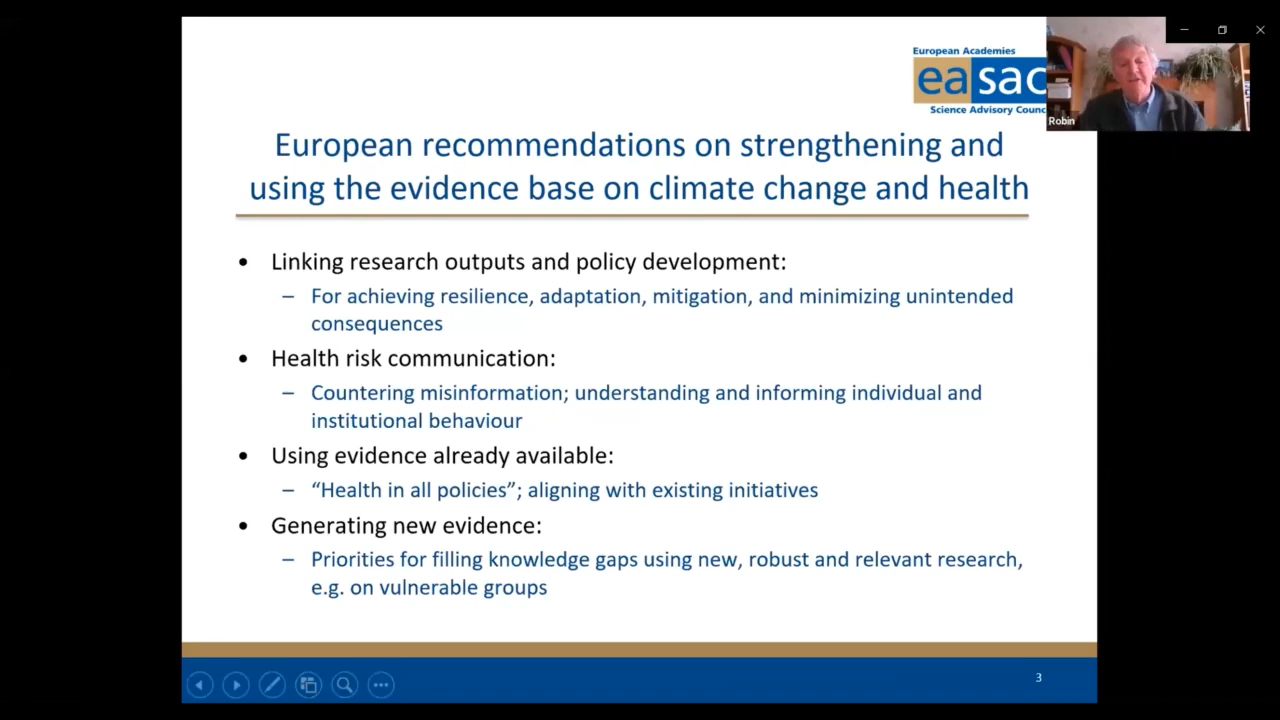 European Academies
easac
Science Advisory Counc
Robin
European recommendations on strengthening and
using the evidence base on climate change and health
• Linking research outputs and policy development:
– For achieving resilience, adaptation, mitigation, and minimizing unintended
consequences
• Health risk communication:
– Countering misinformation; understanding and informing individual and
institutional behaviour
• Using evidence already available:
– “Health in all policies”; aligning with existing initiatives
• Generating new evidence:
– Priorities for filling knowledge gaps using new, robust and relevant research,
e.g. on vulnerable groups
3